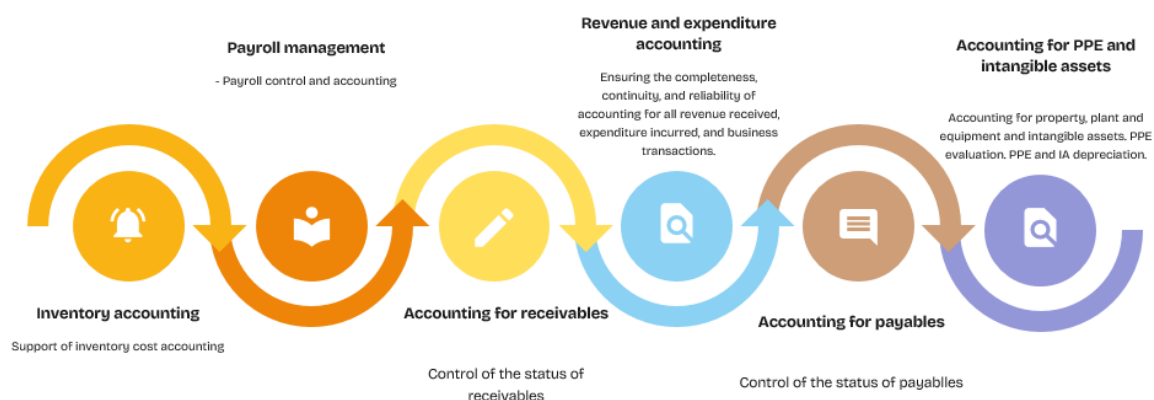 Inventory accounting
Support of inventory cost accounting
Payroll management
- Payroll control and accounting
Accounting for receivables
Control of the status of
receivables
Revenue and expenditure
accounting
Ensuring the completeness,
continuity, and reliability of
accounting for all revenue received,
expenditure incurred, and business
transactions.
Accounting for payables
Control of the status of payablles
Accounting for PPE and
intangible assets
Accounting for property, plant and
equipment and intangible assets. PPE
evaluation. PPE and IA depreciation.